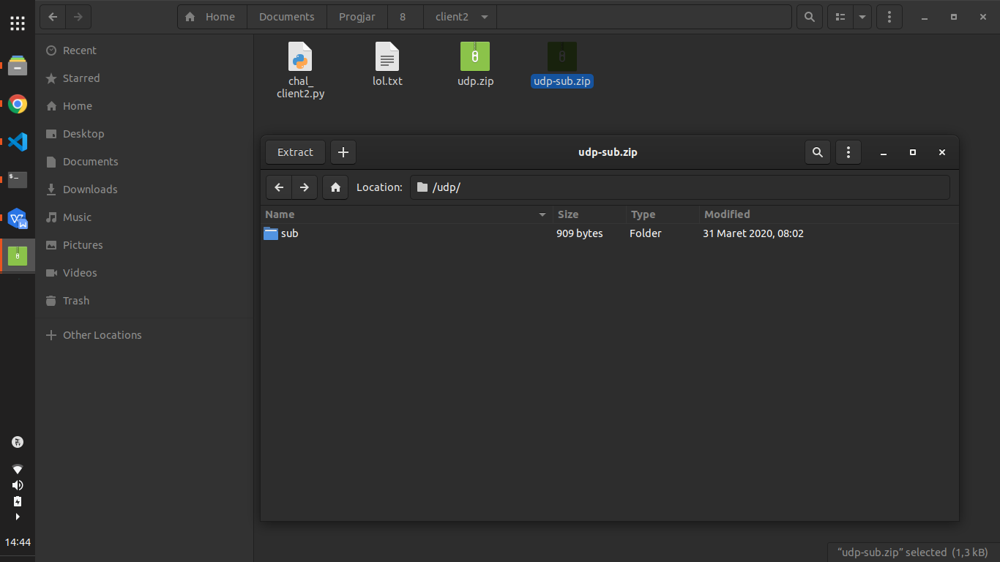 Home Documents Progjar 8 client2
Recent
Starred
Home
Desktop
Documents
Downloads
Music
Pictures
Videos
Trash
Other Locations
chal_
client2.py
lol.txt
udp.zip
udp-sub.zip
Extract
udp-sub.zip
Location: /udp/
Name Size Type Modified
sub 909 bytes Folder 31 Maret 2020, 08:02
14:44
“udp-sub.zip” selected (1,3 kB)